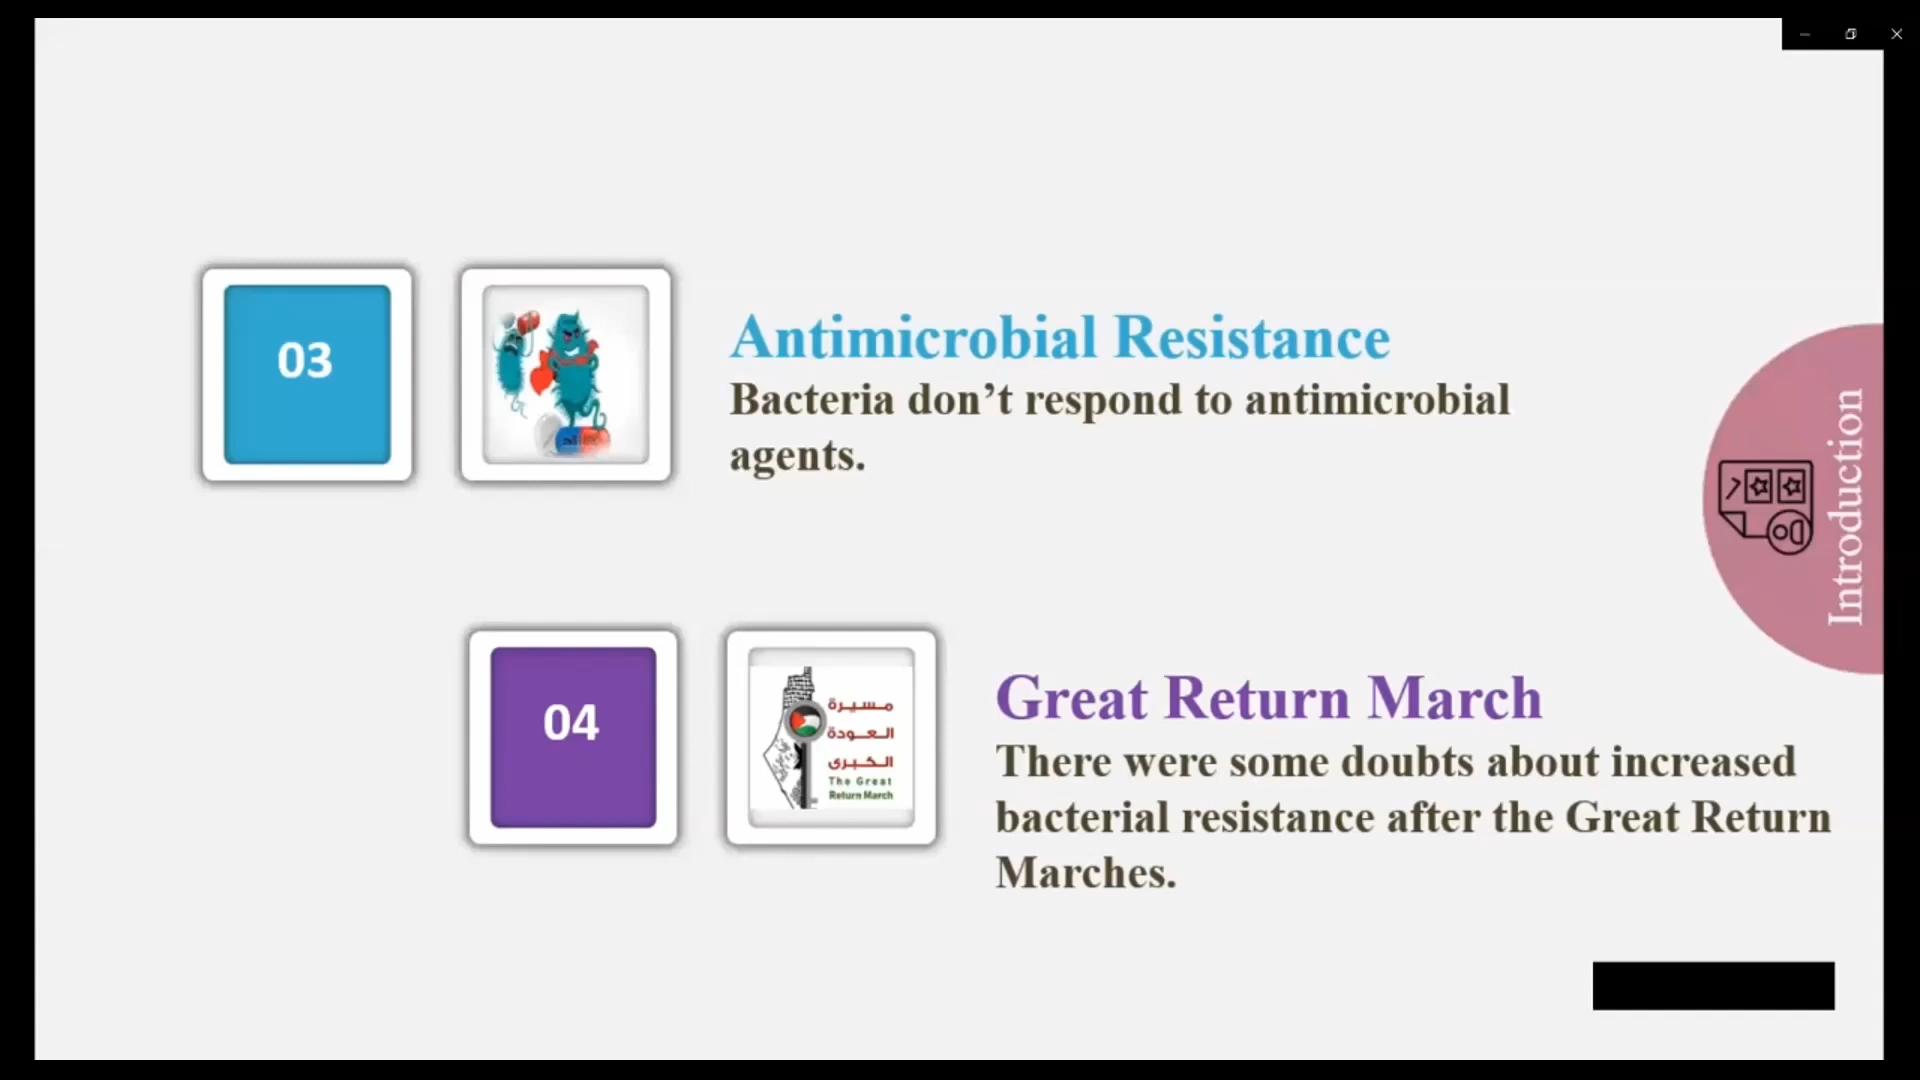 03
Antimicrobial Resistance
Bacteria don’t respond to antimicrobial
agents.
Introduction
04
مسيرة
العودة
الكبرى
The Great
Return March
Great Return March
There were some doubts about increased
bacterial resistance after the Great Return
Marches.